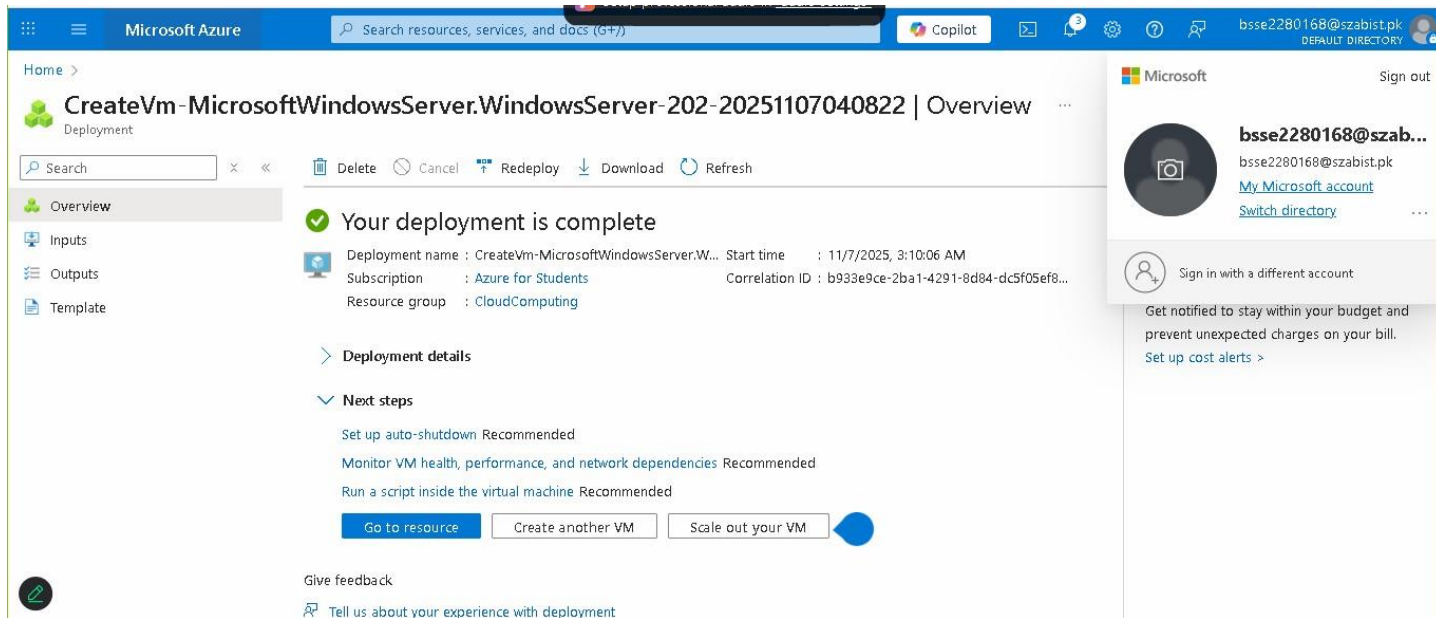 Microsoft Azure
Search resources, services, and docs (G+/)
Copilot
3
bsse2280168@szabist.pk
DEFAULT DIRECTORY
Home >
CreateVm-MicrosoftWindowsServer.WindowsServer-202-20251107040822 | Overview ...
Deployment
Search
Delete Cancel Redeploy Download Refresh
Overview
Inputs
Outputs
Template
Your deployment is complete
Deployment name : CreateVm-MicrosoftWindowsServer.W...
Subscription : Azure for Students
Resource group : CloudComputing
Start time : 11/7/2025, 3:10:06 AM
Correlation ID : b933e9ce-2ba1-4291-8d84-dc5f05ef8...
Deployment details
Next steps
Set up auto-shutdown Recommended
Monitor VM health, performance, and network dependencies Recommended
Run a script inside the virtual machine Recommended
Go to resource
Create another VM
Scale out your VM
Give feedback
Tell us about your experience with deployment
Microsoft
Sign out
bsse2280168@szab...
bsse2280168@szabist.pk
My Microsoft account
Switch directory
...
Sign in with a different account
Get notified to stay within your budget and
prevent unexpected charges on your bill.
Set up cost alerts >